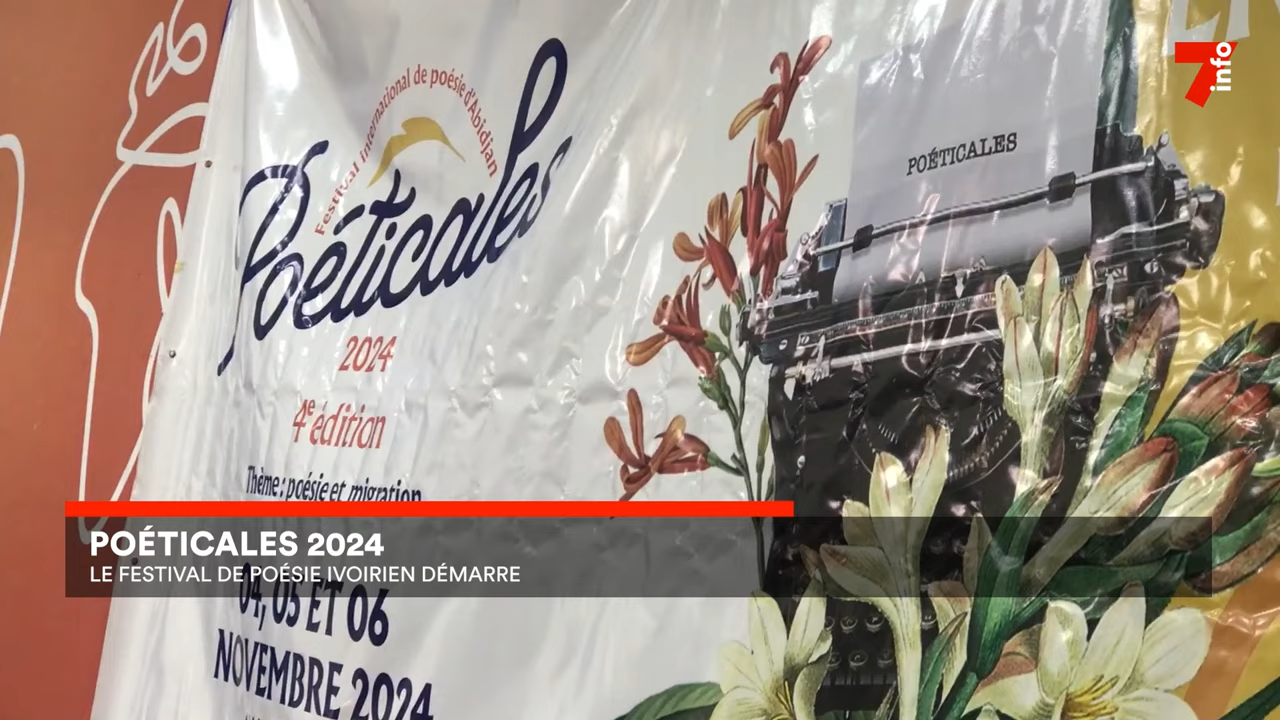 7info
Festival international de poésie d'Abidjan
Poéticales
2024
4e édition
Thème : poésie et migration
POÉTICALES
POÉTICALES 2024
LE FESTIVAL DE POÉSIE IVOIRIEN DÉMARRE
04, 05 ET 06
NOVEMBRE 2024